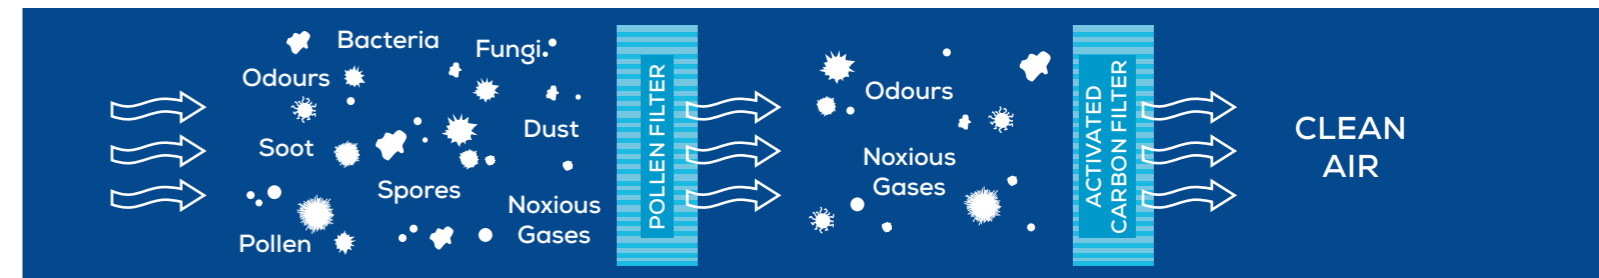 Bacteria
Fungi
Odours
Dust
Soot
Spores
Noxious
Gases
Pollen
POLLEN FILTER
Odours
Noxious
Gases
ACTIVATED
CARBON FILTER
CLEAN
AIR